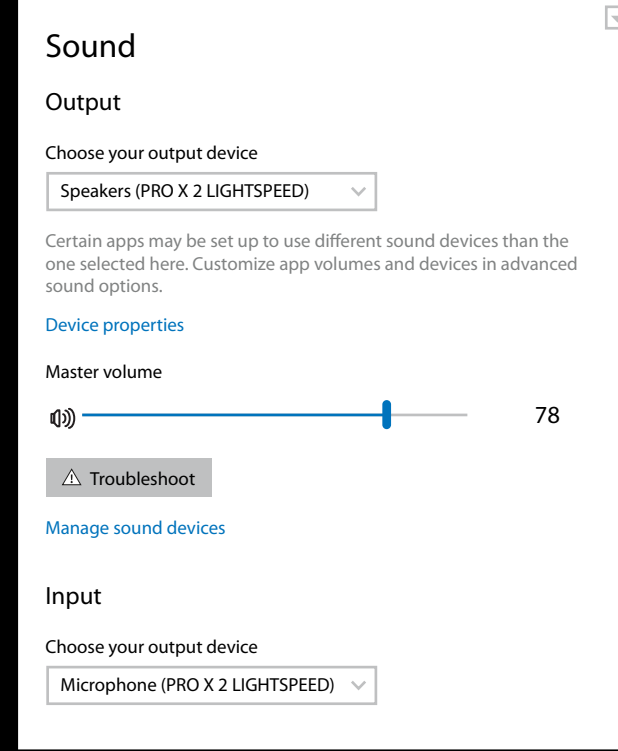 Sound
Output
Choose your output device
Speakers (PRO X 2 LIGHTSPEED)
Certain apps may be set up to use different sound devices than the
one selected here. Customize app volumes and devices in advanced
sound options.
Device properties
Master volume
78
Troubleshoot
Manage sound devices
Input
Choose your output device
Microphone (PRO X 2 LIGHTSPEED)